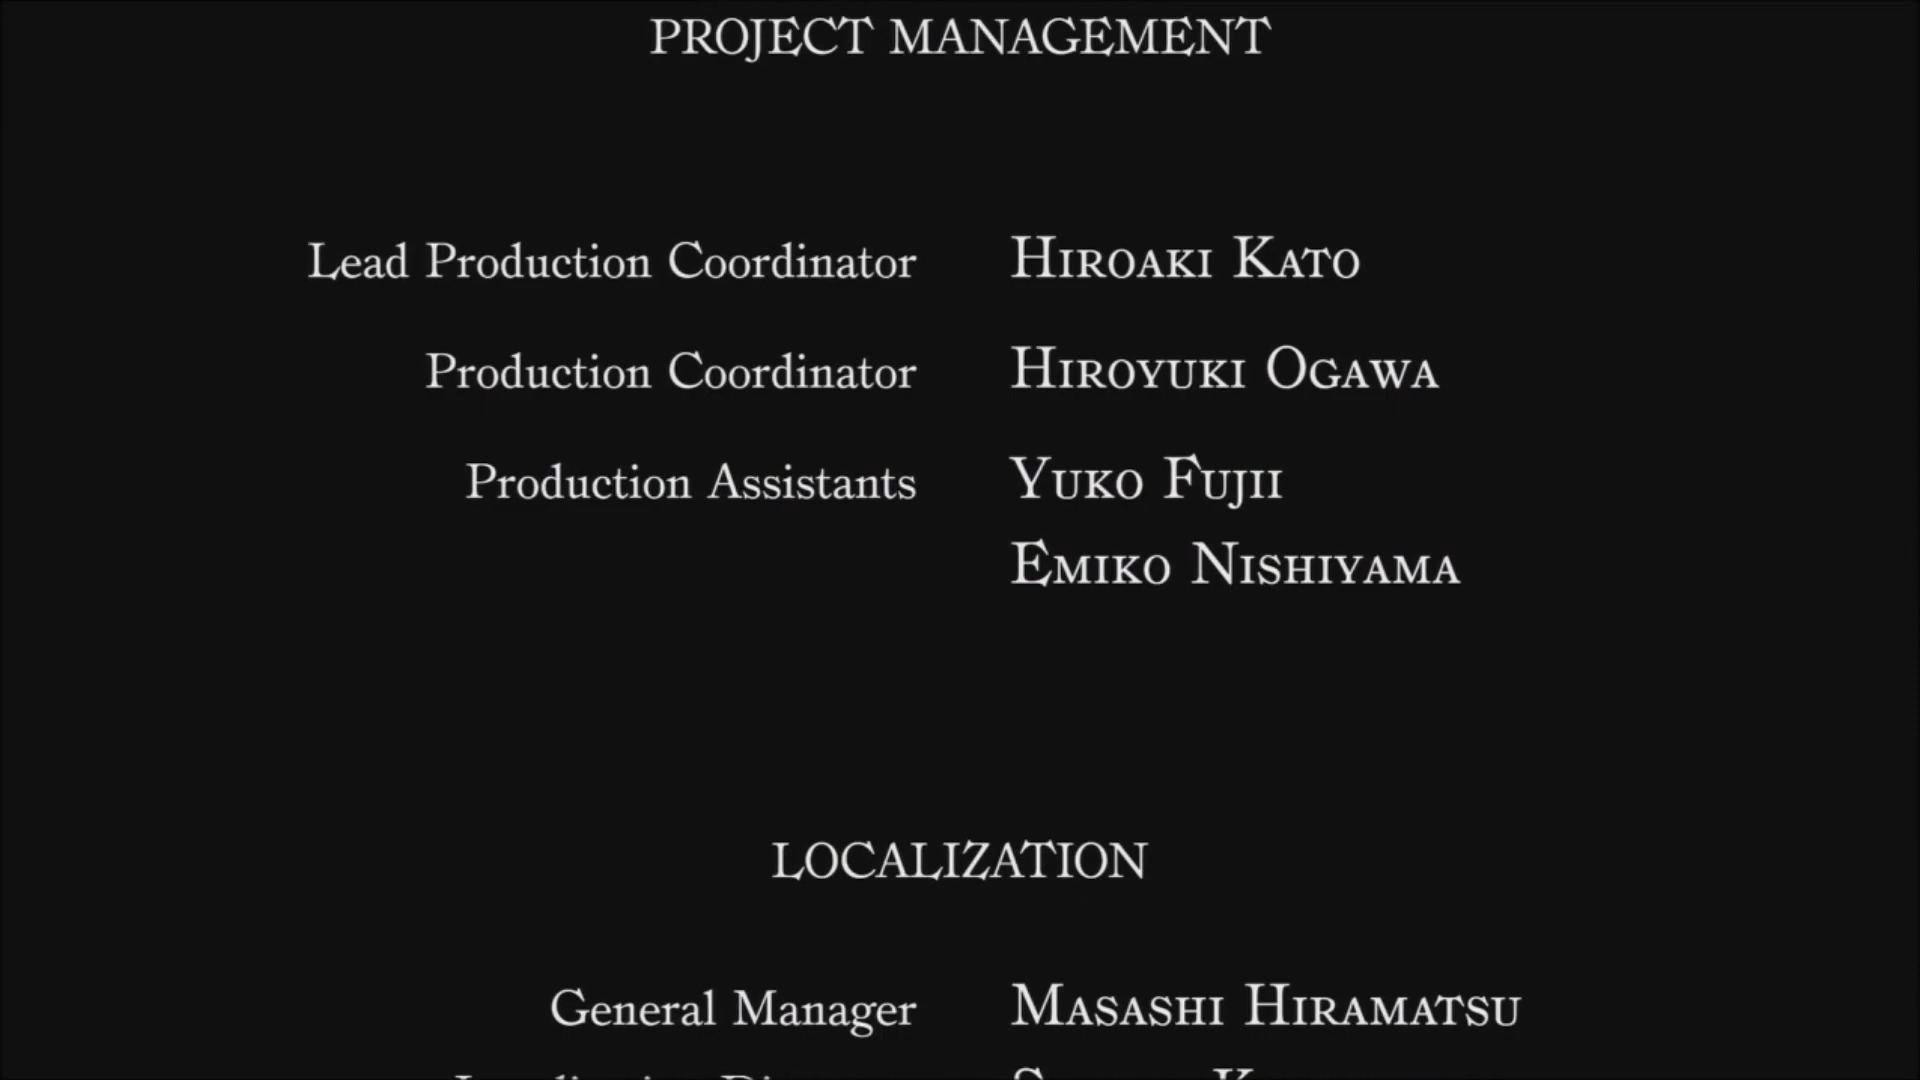 PROJECT MANAGEMENT
Lead Production Coordinator HIROAKI KATO
Production Coordinator HIROYUKI OGAWA
Production Assistants YUKO FUJII
EMIKO NISHIYAMA
LOCALIZATION
General Manager MASASHI HIRAMATSU